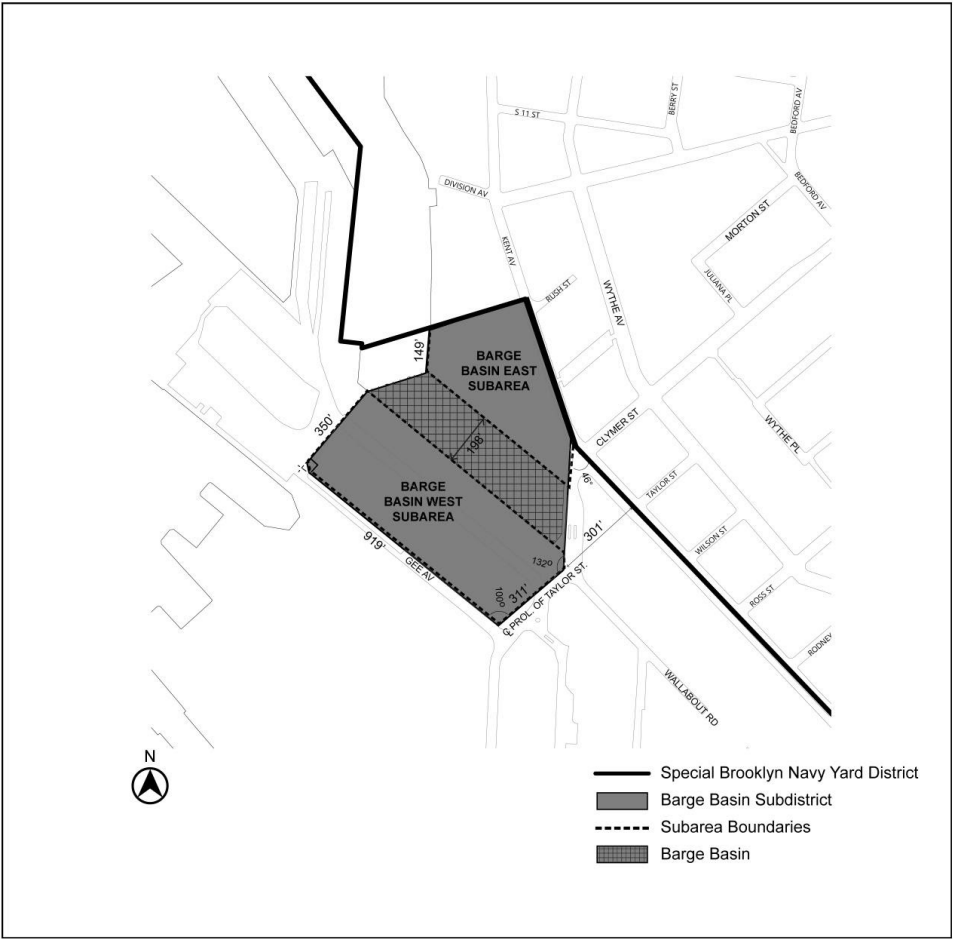 S 11 ST
BERRY ST
BEDFORD AV
DIVISION AV
BEDFORD AV
MORTON ST
KENT AV
JULIANA PL
RUSH ST.
WYTHE AV
149'
BARGE
BASIN EAST
SUBAREA
350'
198
CLYMER ST
WYTHE PL
46°
TAYLOR ST
BARGE
BASIN WEST
SUBAREA
301'
WILSON ST
919'
GEE AV
132º
100º
311'
ROSS ST
℄ PROL. OF TAYLOR ST.
RODNEY
WALLABOUT RD
N
Special Brooklyn Navy Yard District
Barge Basin Subdistrict
Subarea Boundaries
Barge Basin